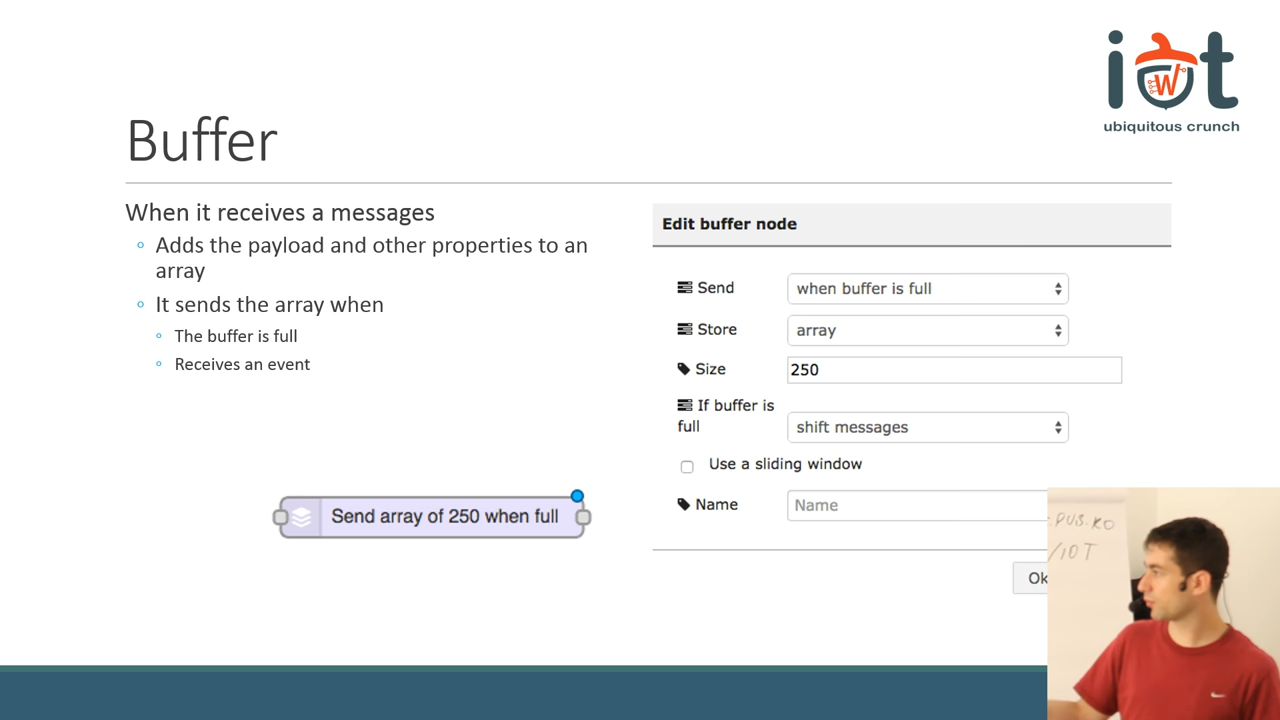 iot
W
ubiquitous crunch
Buffer
When it receives a messages
Adds the payload and other properties to an
array
It sends the array when
The buffer is full
Receives an event
Send array of 250 when full
Edit buffer node
Send when buffer is full
Store array
Size 250
If buffer is
full shift messages
Use a sliding window
Name Name
Ok
.PUB.RO
/IOT